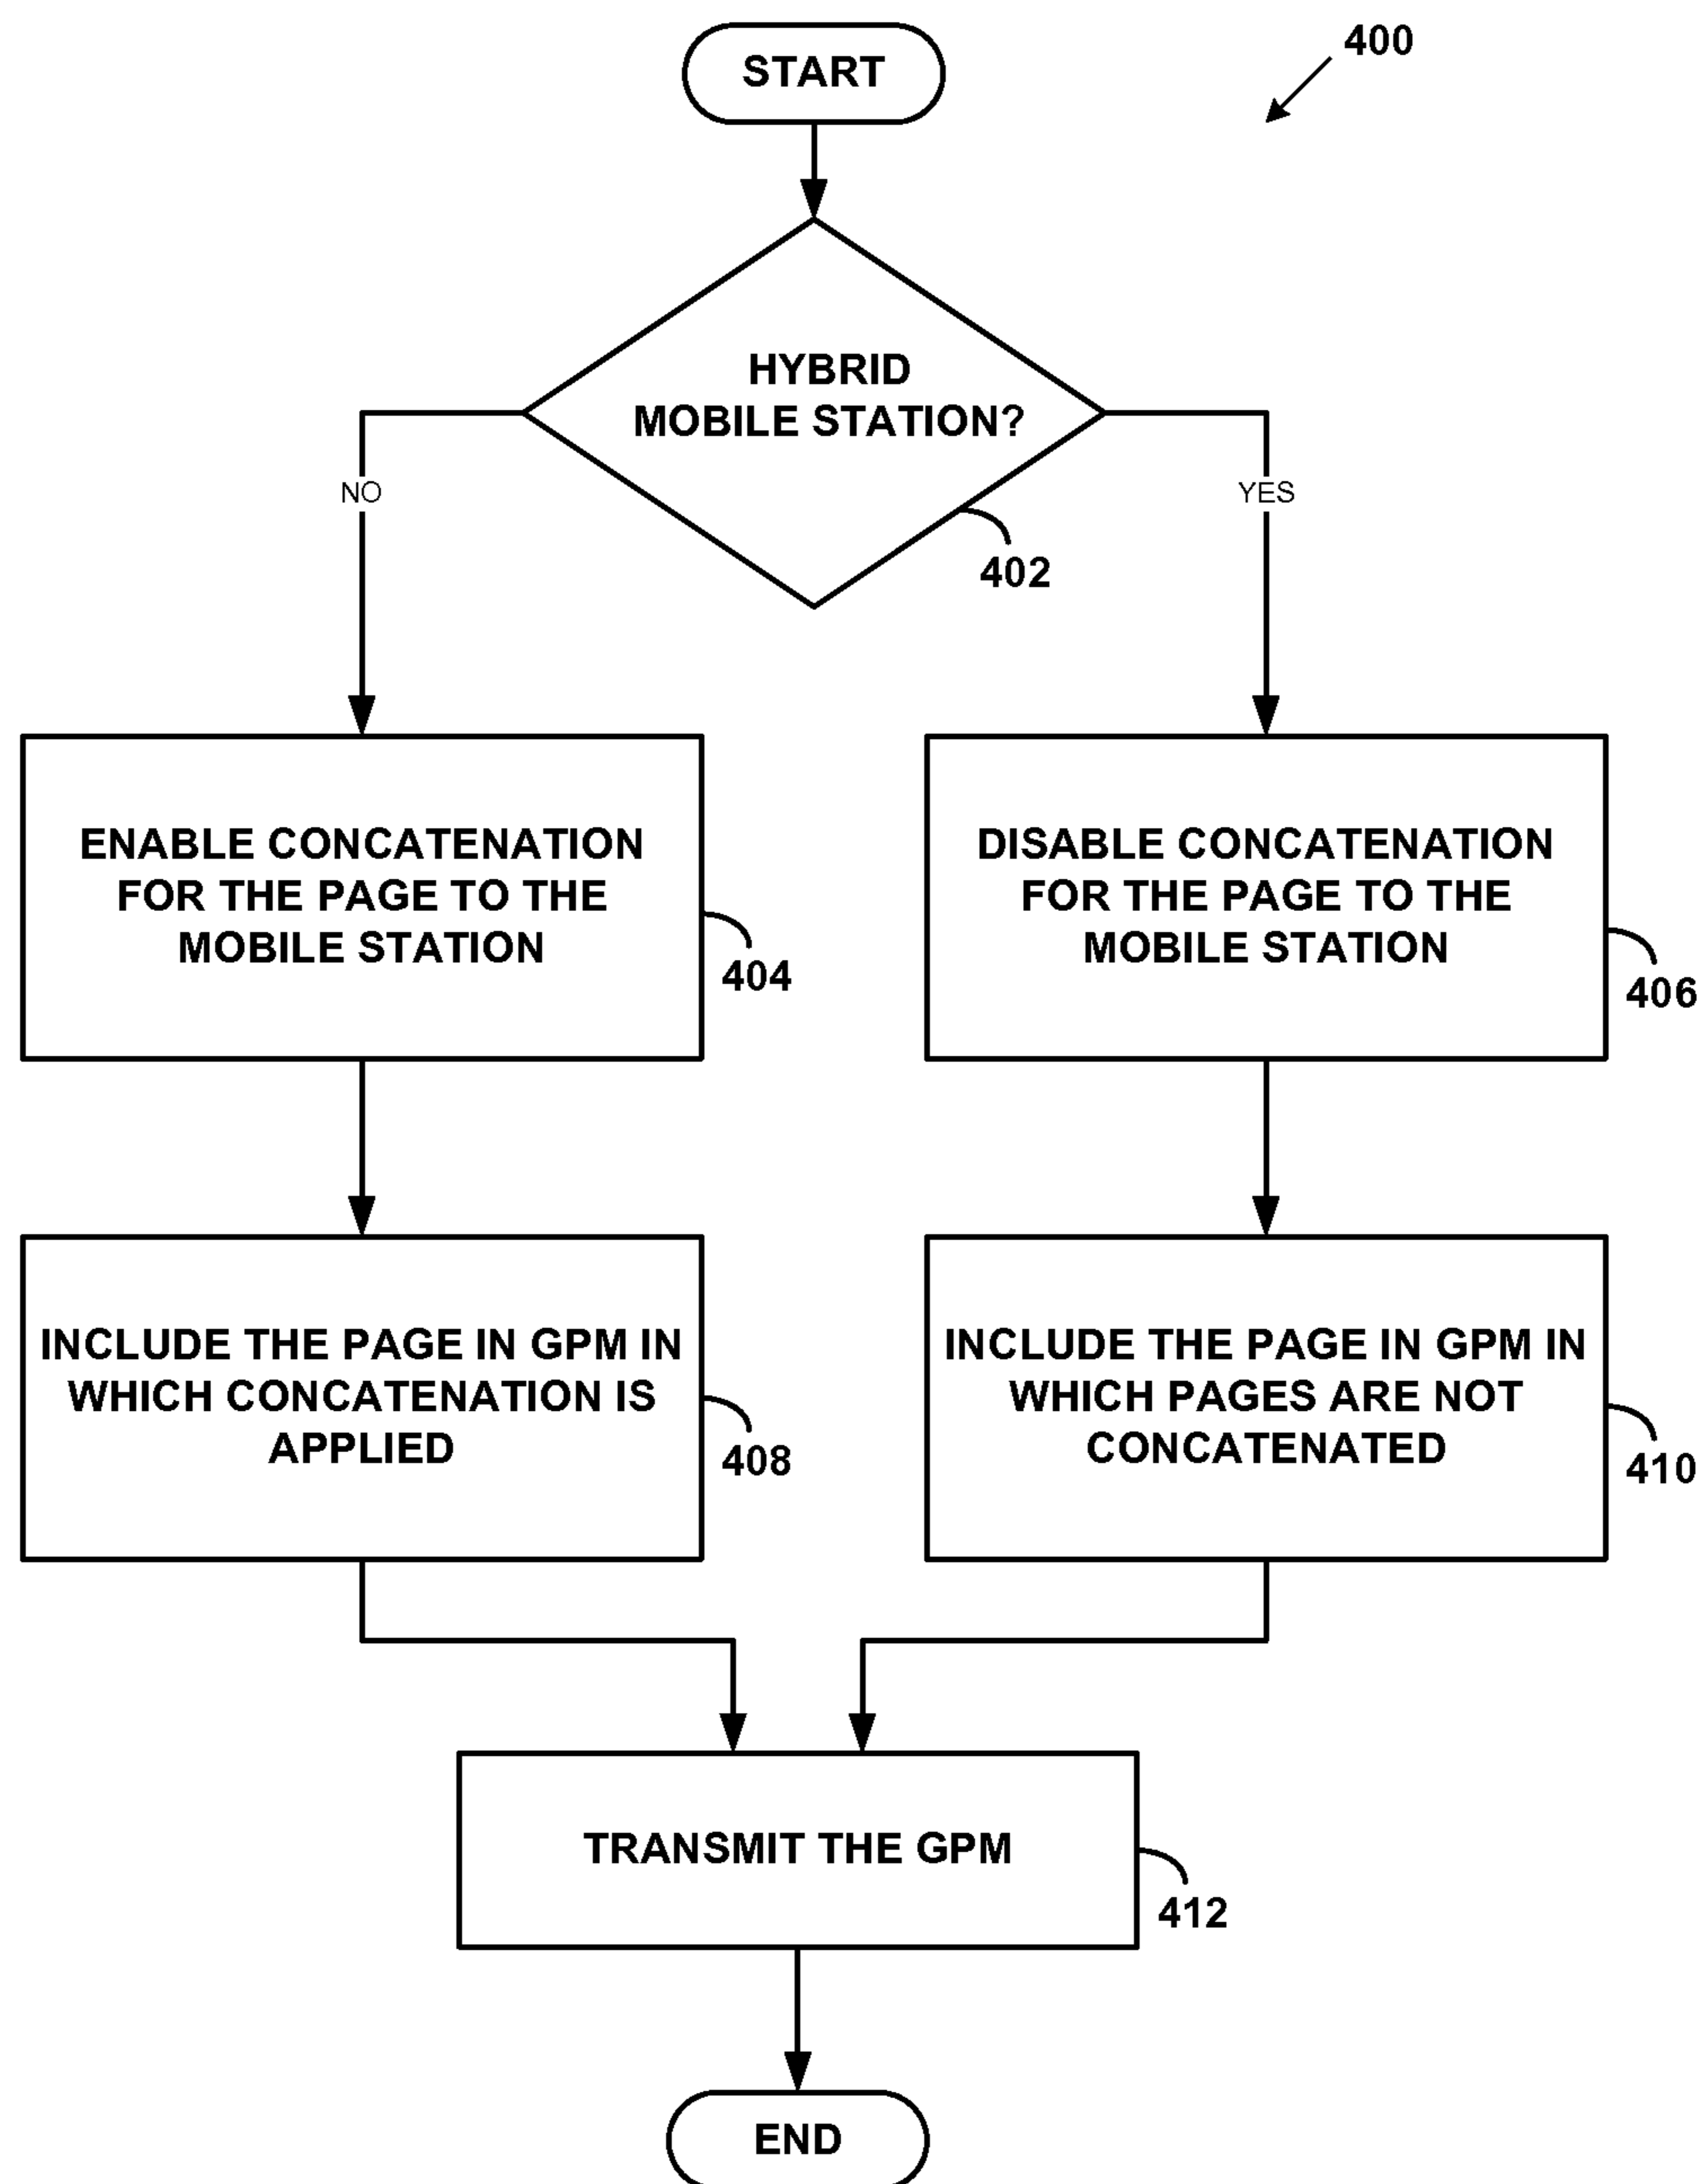 START
400
HYBRID
MOBILE STATION?
NO
YES
402
ENABLE CONCATENATION
FOR THE PAGE TO THE
MOBILE STATION
404
DISABLE CONCATENATION
FOR THE PAGE TO THE
MOBILE STATION
406
INCLUDE THE PAGE IN GPM IN
WHICH CONCATENATION IS
APPLIED
408
INCLUDE THE PAGE IN GPM IN
WHICH PAGES ARE NOT
CONCATENATED
410
TRANSMIT THE GPM
412
END